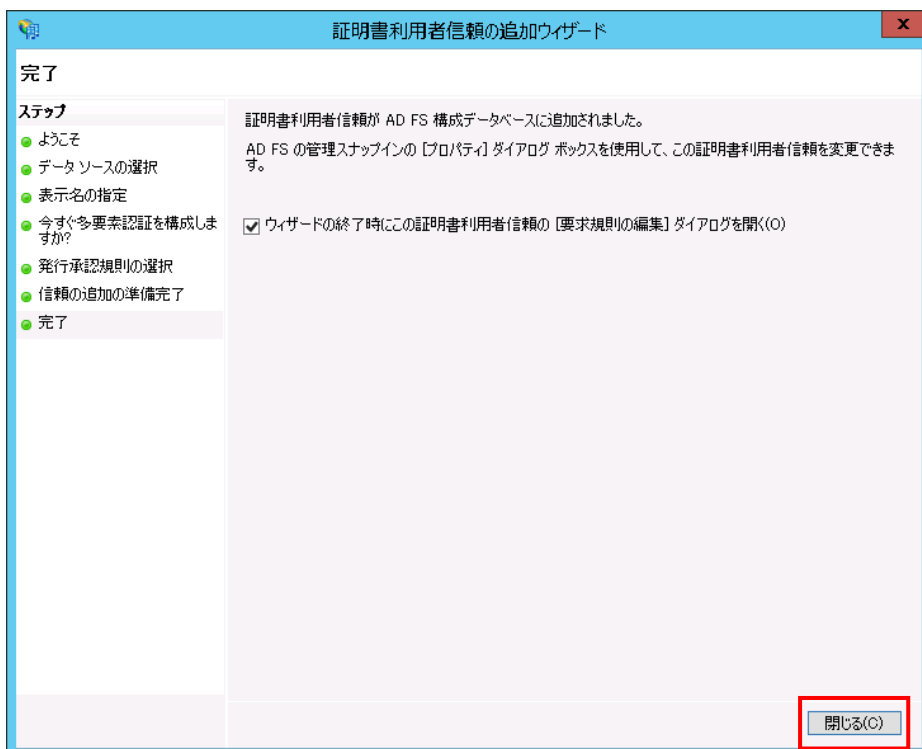 証明書利用者信頼の追加ウィザード
x
完了
ステップ
ようこそ
データ ソースの選択
表示名の指定
今すぐ多要素認証を構成しま
すか?
発行承認規則の選択
信頼の追加の準備完了
完了
証明書利用者信頼が AD FS 構成データベースに追加されました。
AD FS の管理スナップインの [プロパティ] ダイアログ ボックスを使用して、この証明書利用者信頼を変更できま
す。
ウィザードの終了時にこの証明書利用者信頼の [要求規則の編集] ダイアログを開く(O)
閉じる(C)